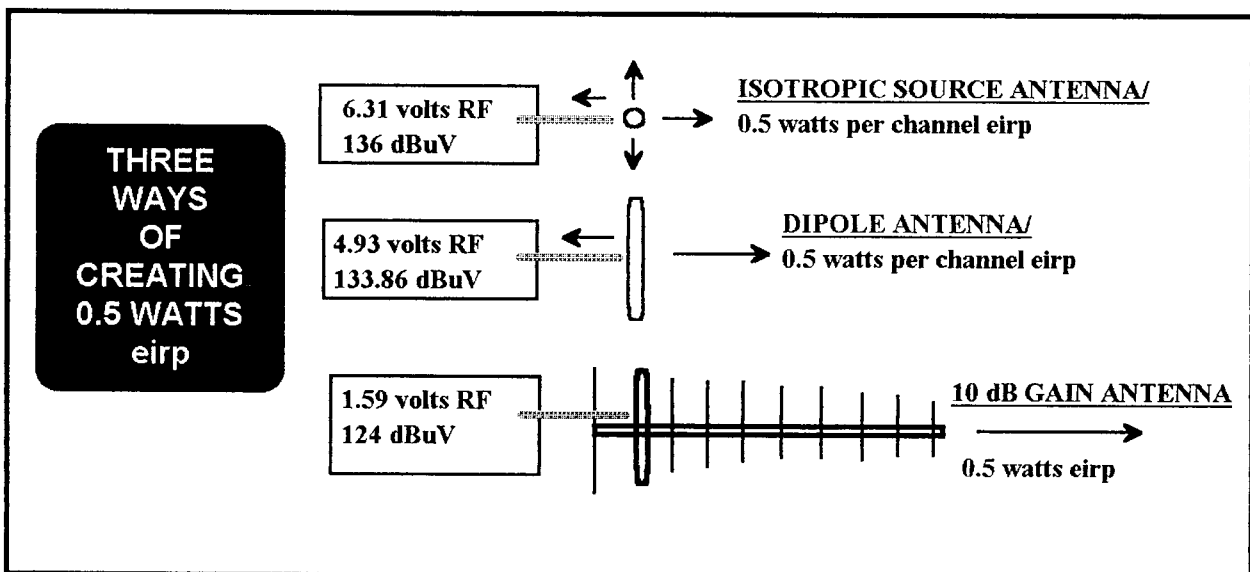 THREE
WAYS
OF
CREATING
0.5 WATTS
eirp
6.31 volts RF
136 dBuV
ISOTROPIC SOURCE ANTENNA/
0.5 watts per channel eirp
4.93 volts RF
133.86 dBuV
DIPOLE ANTENNA/
0.5 watts per channel eirp
1.59 volts RF
124 dBuV
10 dB GAIN ANTENNA
0.5 watts eirp